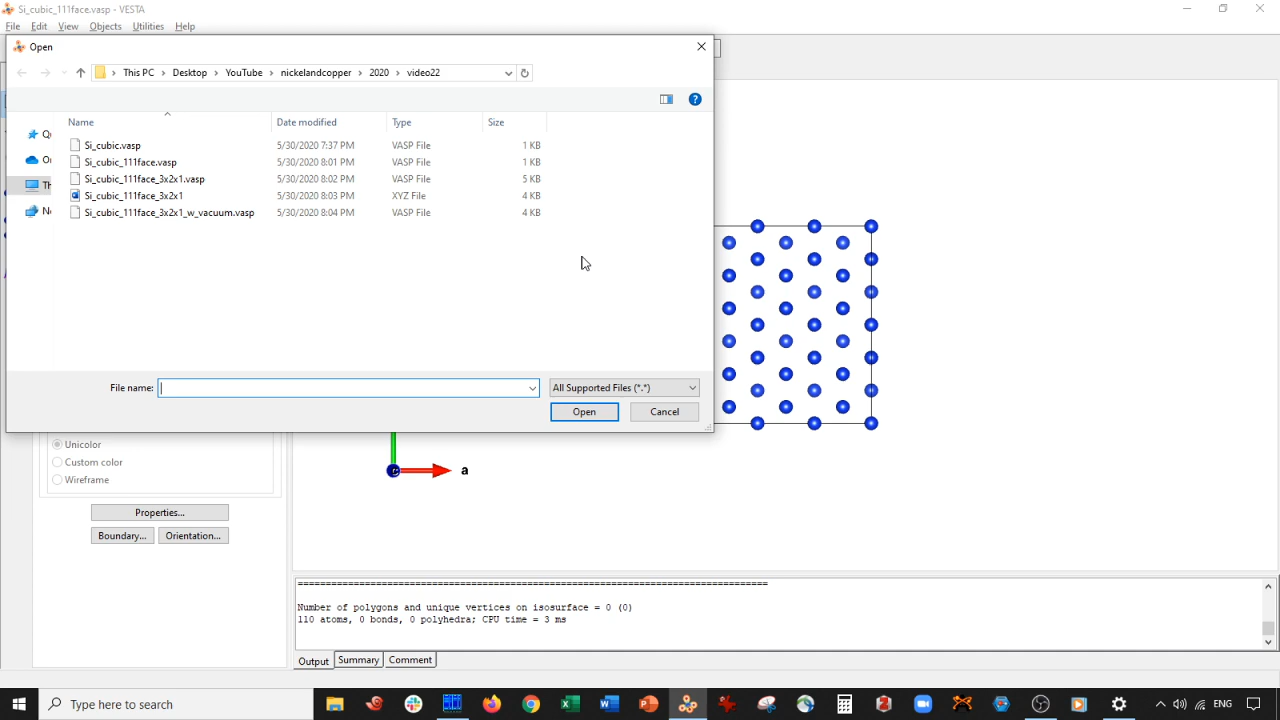 Si_cubic_111face.vasp - VESTA
File Edit View Objects Utilities Help
Open
This PC > Desktop > YouTube > nickelandcopper > 2020 > video22
Name Date modified Type Size
Si_cubic.vasp 5/30/2020 7:37 PM VASP File 1 KB
Si_cubic_111face.vasp 5/30/2020 8:01 PM VASP File 1 KB
Si_cubic_111face_3x2x1.vasp 5/30/2020 8:02 PM VASP File 5 KB
Si_cubic_111face_3x2x1 5/30/2020 8:03 PM XYZ File 4 KB
Si_cubic_111face_3x2x1_w_vacuum.vasp 5/30/2020 8:04 PM VASP File 4 KB
File name: All Supported Files (*.*)
Open Cancel
Unicolor
Custom color
Wireframe
a
Properties...
Boundary... Orientation...
================================================================================
Number of polygons and unique vertices on isosurface = 0 (0)
110 atoms, 0 bonds, 0 polyhedra; CPU time = 3 ms
Output Summary Comment
Type here to search
ENG